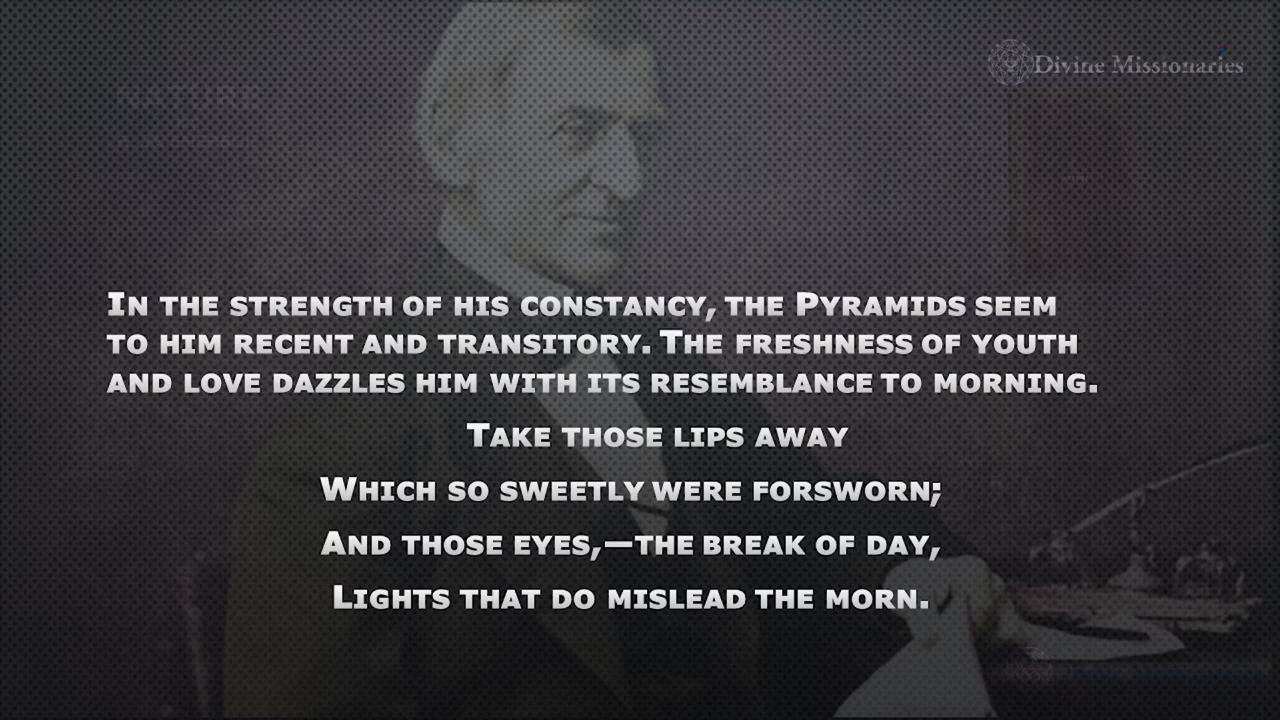 Divine Missionaries
NATURE
In the strength of his constancy, the Pyramids seem
to him recent and transitory. The freshness of youth
and love dazzles him with its resemblance to morning.
Take those lips away
Which so sweetly were forsworn;
And those eyes,—the break of day,
Lights that do mislead the morn.